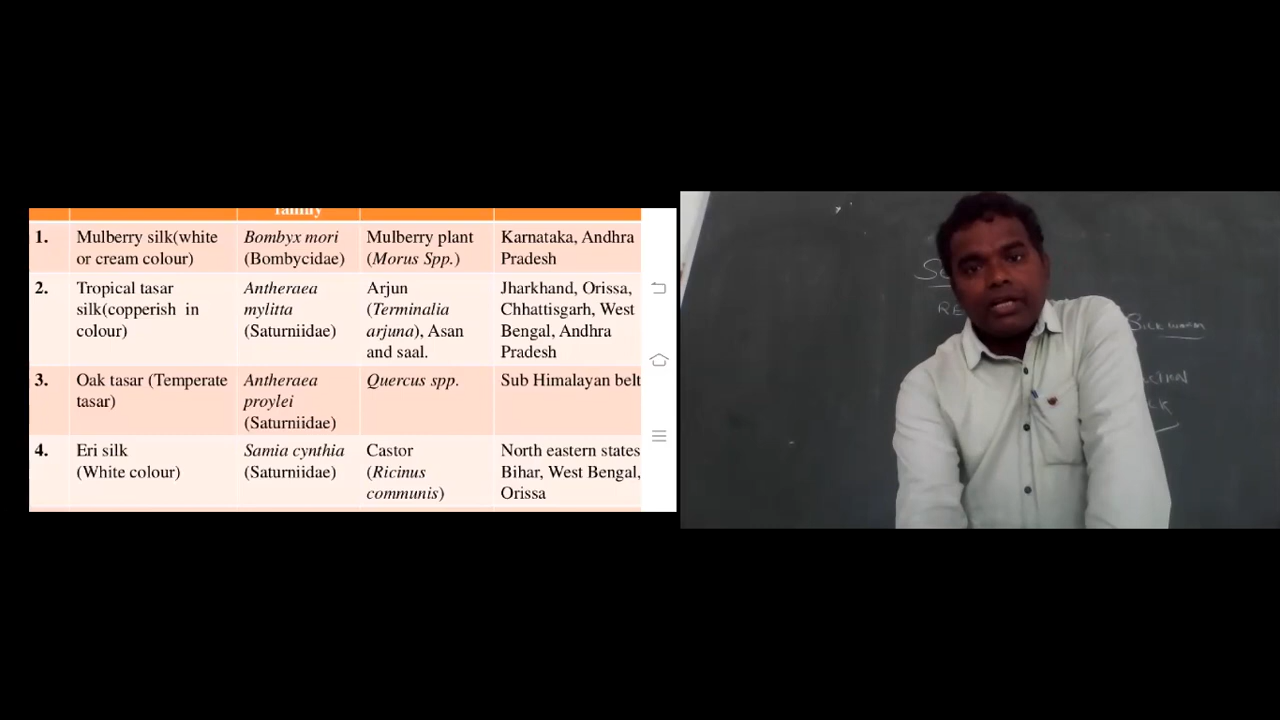 family
1. Mulberry silk(white or cream colour) Bombyx mori (Bombycidae) Mulberry plant (Morus Spp.) Karnataka, Andhra Pradesh
2. Tropical tasar silk(copperish in colour) Antheraea mylitta (Saturniidae) Arjun (Terminalia arjuna), Asan and saal. Jharkhand, Orissa, Chhattisgarh, West Bengal, Andhra Pradesh
3. Oak tasar (Temperate tasar) Antheraea proylei (Saturniidae) Quercus spp. Sub Himalayan belt
4. Eri silk (White colour) Samia cynthia (Saturniidae) Castor (Ricinus communis) North eastern states Bihar, West Bengal, Orissa
SILK WORM